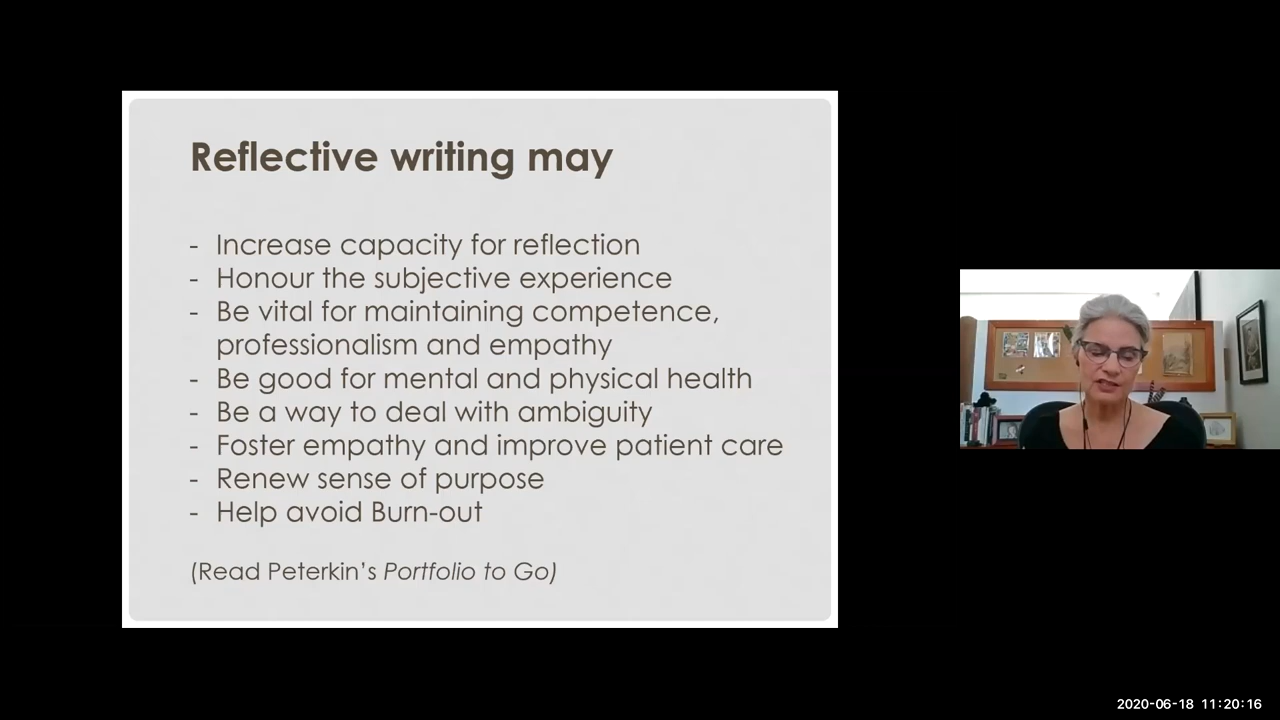 Reflective writing may
- Increase capacity for reflection
- Honour the subjective experience
- Be vital for maintaining competence,
professionalism and empathy
- Be good for mental and physical health
- Be a way to deal with ambiguity
- Foster empathy and improve patient care
- Renew sense of purpose
- Help avoid Burn-out
(Read Peterkin’s Portfolio to Go)
2020-06-18 11:20:16